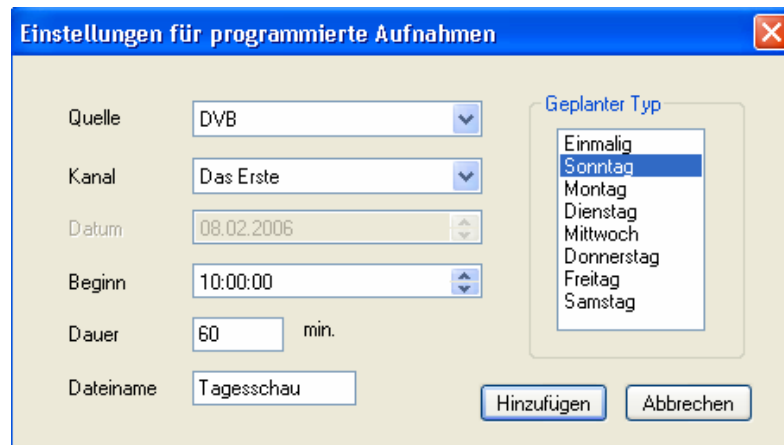 Einstellungen für programmierte Aufnahmen
Quelle
DVB
Kanal
Das Erste
Datum
08.02.2006
Beginn
10:00:00
Dauer
60
min.
Dateiname
Tagesschau
Geplanter Typ
Einmalig
Sonntag
Montag
Dienstag
Mittwoch
Donnerstag
Freitag
Samstag
Hinzufügen
Abbrechen